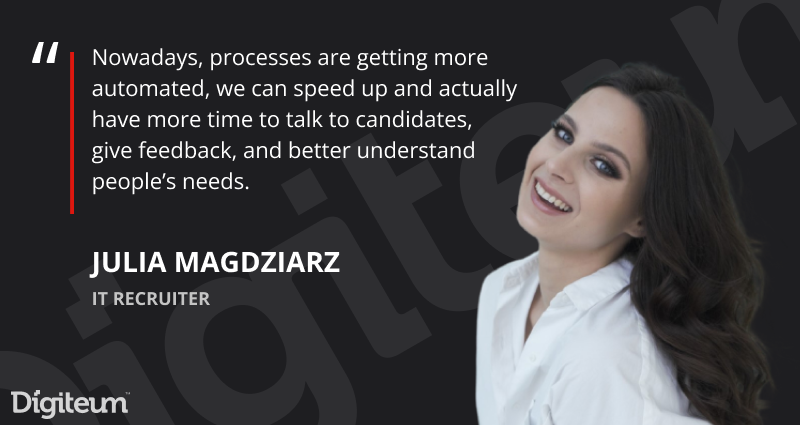 “
Nowadays, processes are getting more
automated, we can speed up and actually
have more time to talk to candidates,
give feedback, and better understand
people’s needs.
JULIA MAGDZIARZ
IT RECRUITER
Digiteum™
Digiteum